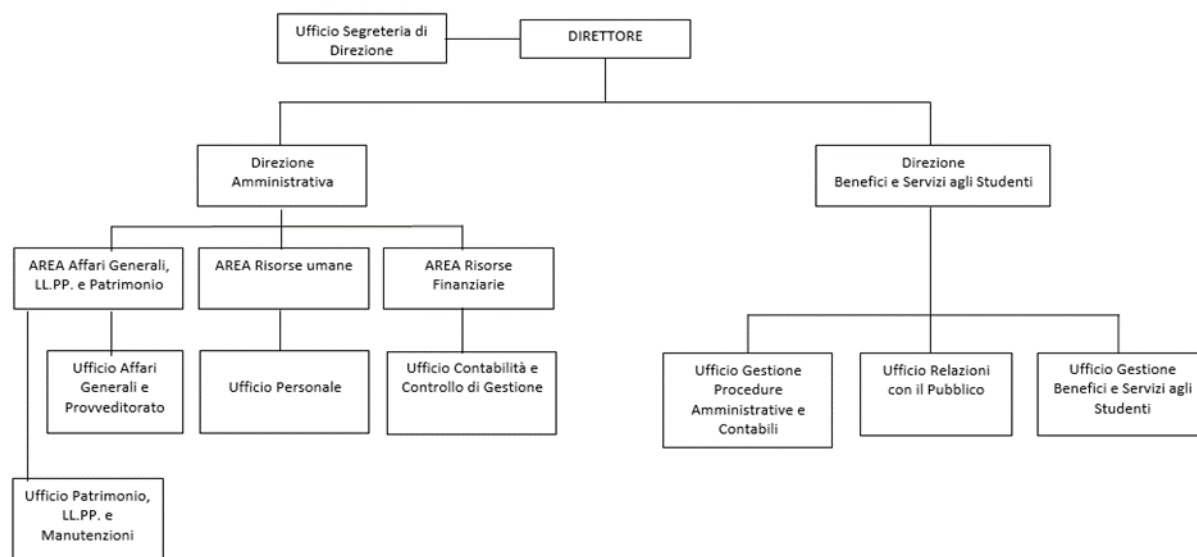 Ufficio Segreteria di
Direzione
DIRETTORE
Direzione
Amministrativa
Direzione
Benefici e Servizi agli Studenti
AREA Affari Generali,
LL.PP. e Patrimonio
AREA Risorse umane
AREA Risorse
Finanziarie
Ufficio Affari
Generali e
Provveditorato
Ufficio Personale
Ufficio Contabilità e
Controllo di Gestione
Ufficio Gestione
Procedure
Amministrative e
Contabili
Ufficio Relazioni
con il Pubblico
Ufficio Gestione
Benefici e Servizi agli
Studenti
Ufficio Patrimonio,
LL.PP. e
Manutenzioni